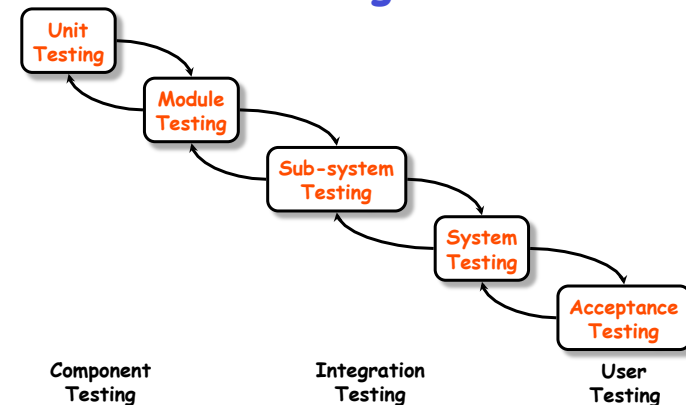 Unit
Testing
Module
Testing
Sub-system
Testing
System
Testing
Acceptance
Testing
Component
Testing
Integration
Testing
User
Testing